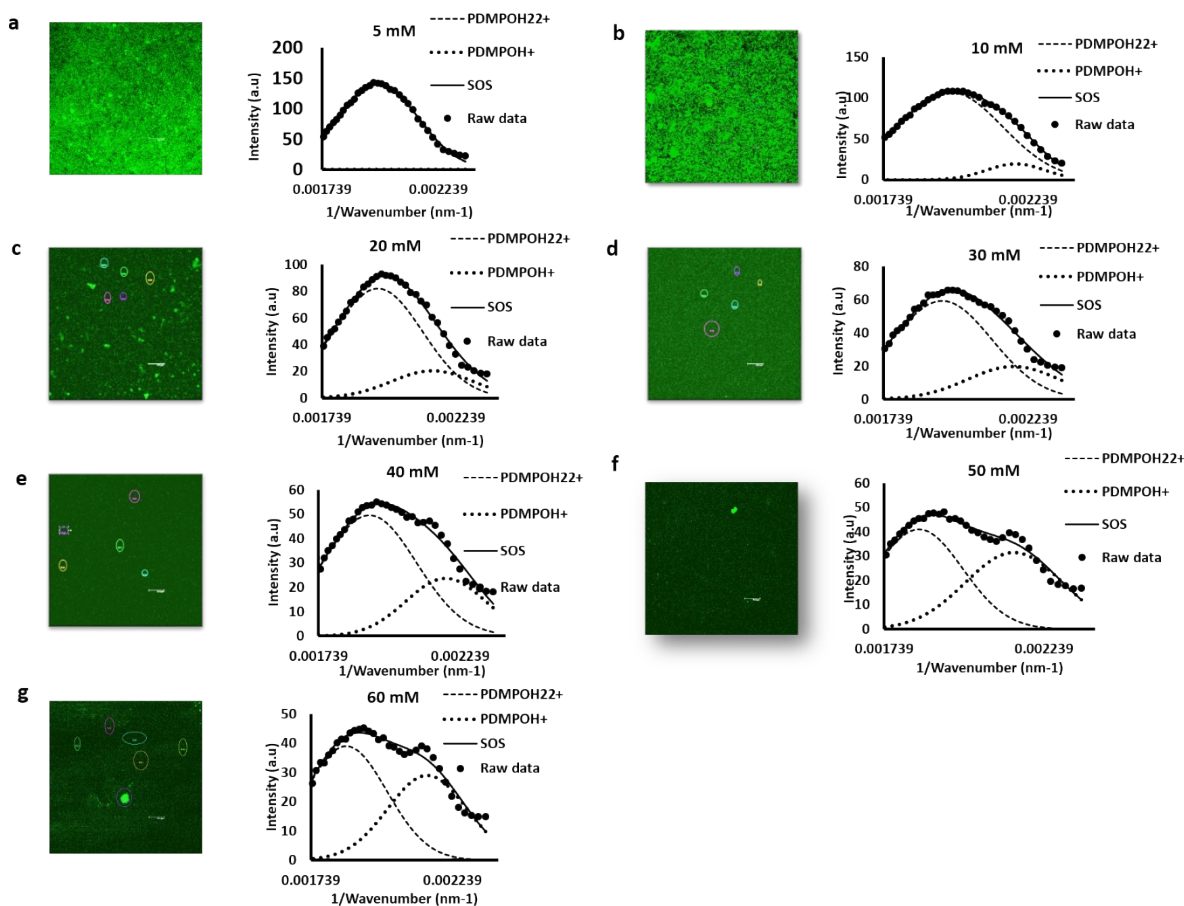 a
5 mM
Intensity (a.u)
200
150
100
50
0
0.001739
0.002239
1/Wavenumber (nm-1)
PDMPOH22+
PDMPOH+
SOS
Raw data
b
10 mM
Intensity (a.u)
150
100
50
0
0.001739
0.002239
1/Wavenumber (nm-1)
PDMPOH22+
PDMPOH+
SOS
Raw data
c
20 mM
Intensity (a.u)
100
80
60
40
20
0
0.001739
0.002239
1/Wavenumber (nm-1)
PDMPOH22+
PDMPOH+
SOS
Raw data
d
30 mM
Intensity (a.u)
80
60
40
20
0
0.001739
0.002239
1/Wavenumber (nm-1)
PDMPOH22+
PDMPOH+
SOS
Raw data
e
40 mM
Intensity (a.u)
60
50
40
30
20
10
0
0.001739
0.002239
1/Wavenumber (nm-1)
PDMPOH22+
PDMPOH+
SOS
Raw data
f
50 mM
Intensity (a.u)
60
50
40
30
20
10
0
0.001739
0.002239
1/Wavenumber (nm-1)
PDMPOH22+
PDMPOH+
SOS
Raw data
g
60 mM
Intensity (a.u)
50
40
30
20
10
0
0.001739
0.002239
1/Wavenumber (nm-1)
PDMPOH22+
PDMPOH+
SOS
Raw data